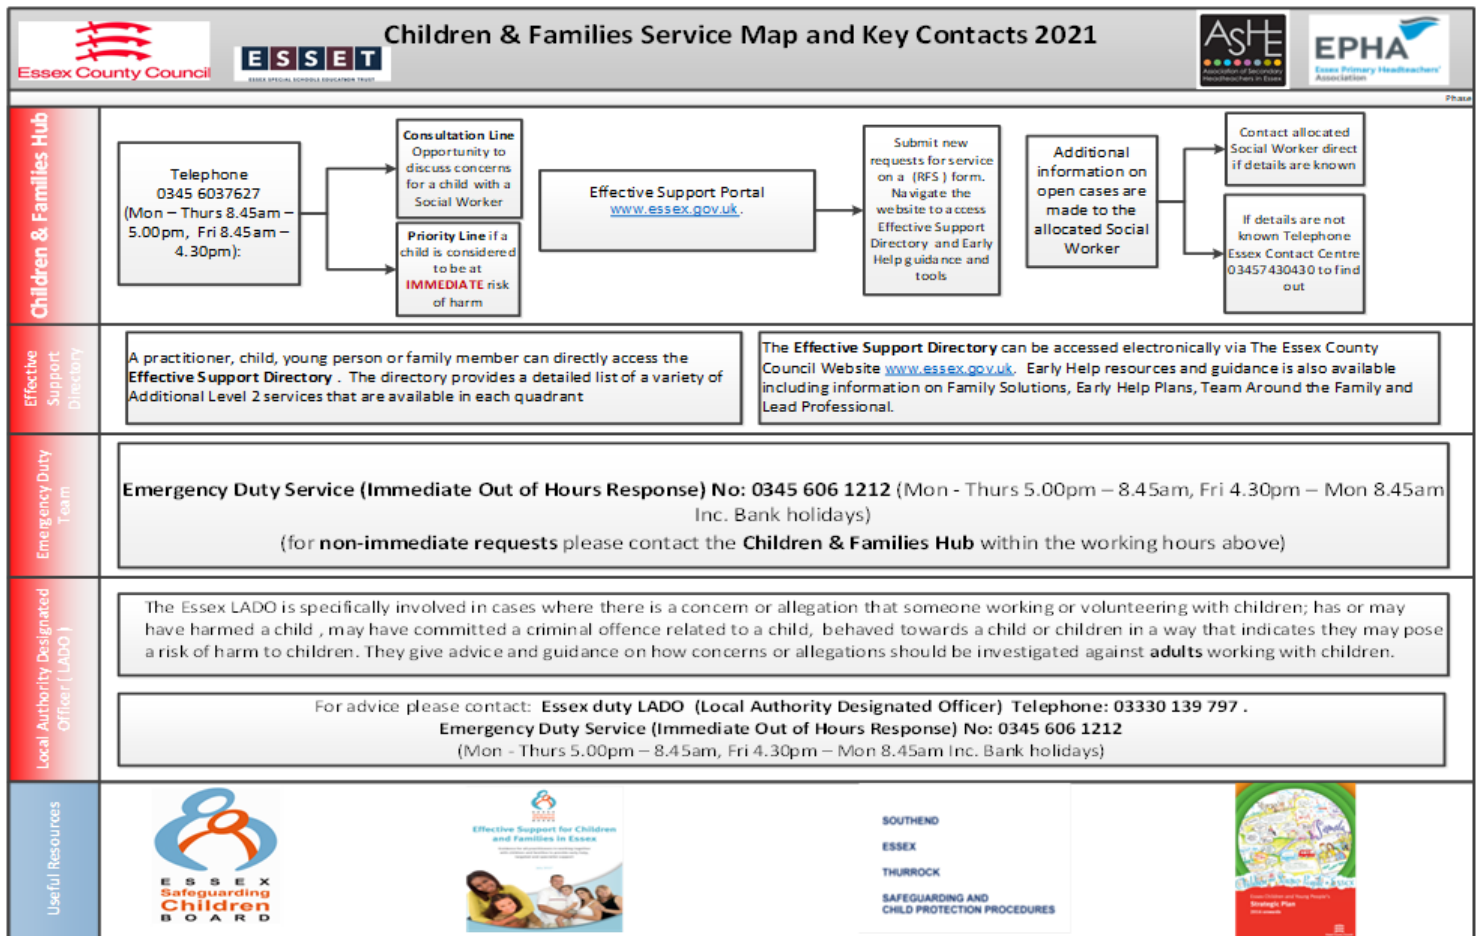 Children & Families Service Map and Key Contacts 2021
Essex County Council
ESSET
ESSEX SPECIAL SCHOOLS EDUCATION TRUST
ASHE
Association of Secondary
Headteachers in Essex
EPHA
Essex Primary Headteachers'
Association
Phase
Children & Families Hub
Telephone
0345 6037627
(Mon – Thurs 8.45am –
5.00pm, Fri 8.45am –
4.30pm):
Consultation Line
Opportunity to
discuss concerns
for a child with a
Social Worker
Priority Line if a
child is considered
to be at
IMMEDIATE risk
of harm
Effective Support Portal
www.essex.gov.uk.
Submit new
requests for service
on a (RFS ) form.
Navigate the
website to access
Effective Support
Directory and Early
Help guidance and
tools
Additional
information on
open cases are
made to the
allocated Social
Worker
Contact allocated
Social Worker direct
if details are known
If details are not
known Telephone
Essex Contact Centre
03457430430 to find
out
Effective
Support
Directory
A practitioner, child, young person or family member can directly access the
Effective Support Directory . The directory provides a detailed list of a variety of
Additional Level 2 services that are available in each quadrant
The Effective Support Directory can be accessed electronically via The Essex County
Council Website www.essex.gov.uk. Early Help resources and guidance is also available
including information on Family Solutions, Early Help Plans, Team Around the Family and
Lead Professional.
Emergency Duty
Team
Emergency Duty Service (Immediate Out of Hours Response) No: 0345 606 1212 (Mon - Thurs 5.00pm – 8.45am, Fri 4.30pm – Mon 8.45am
Inc. Bank holidays)
(for non-immediate requests please contact the Children & Families Hub within the working hours above)
Local Authority Designated
Officer ( LADO )
The Essex LADO is specifically involved in cases where there is a concern or allegation that someone working or volunteering with children; has or may
have harmed a child , may have committed a criminal offence related to a child, behaved towards a child or children in a way that indicates they may pose
a risk of harm to children. They give advice and guidance on how concerns or allegations should be investigated against adults working with children.
For advice please contact: Essex duty LADO (Local Authority Designated Officer) Telephone: 03330 139 797 .
Emergency Duty Service (Immediate Out of Hours Response) No: 0345 606 1212
(Mon - Thurs 5.00pm – 8.45am, Fri 4.30pm – Mon 8.45am Inc. Bank holidays)
Useful Resources
ESSEX
Safeguarding
Children
BOARD
Effective Support for Children
and Families in Essex
SOUTHEND
ESSEX
THURROCK
SAFEGUARDING AND
CHILD PROTECTION PROCEDURES
Essex Children and Young People's
Strategic Plan